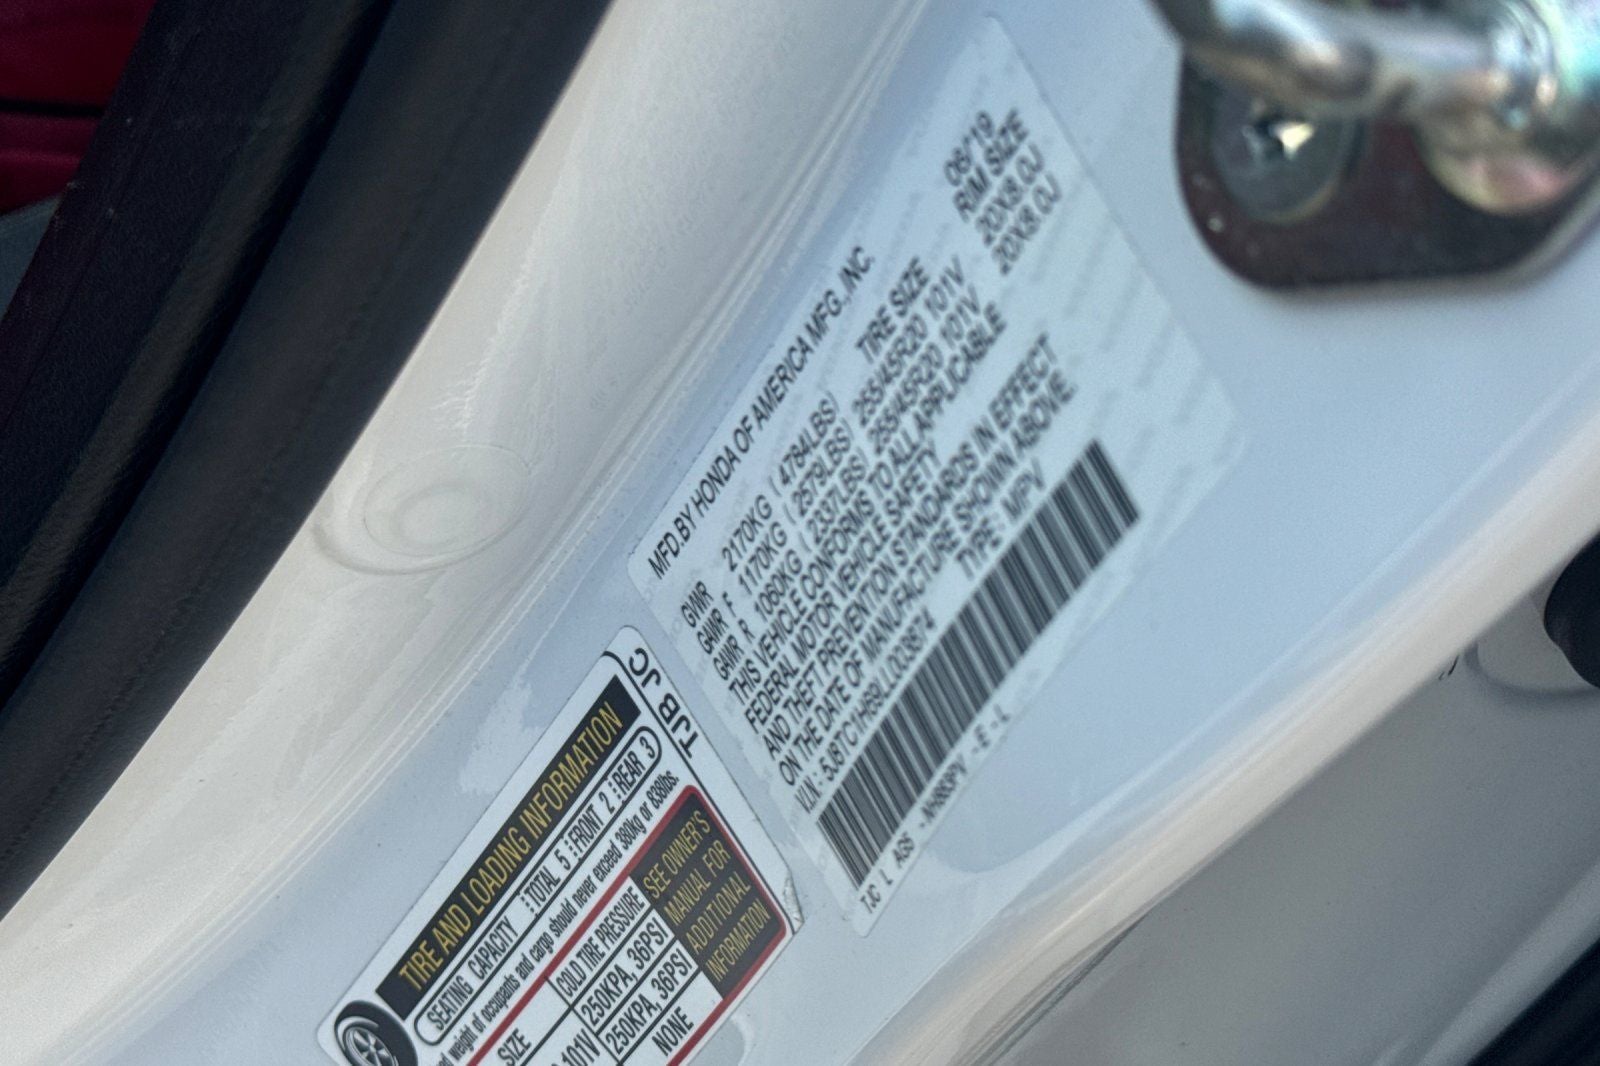 MFD.BY HONDA OF AMERICA MFG.,INC. 08/19
GVWR 2170KG ( 4784LBS) TIRE SIZE RIM SIZE
GAWR F 1170KG ( 2579LBS) 255/45R20 101V 20X8.0J
GAWR R 1060KG ( 2337LBS) 255/45R20 101V 20X8.0J
THIS VEHICLE CONFORMS TO ALL APPLICABLE
FEDERAL MOTOR VEHICLE SAFETY
AND THEFT PREVENTION STANDARDS IN EFFECT
ON THE DATE OF MANUFACTURE SHOWN ABOVE.
V.I.N.: TYPE: MPV
TJC L AGS -E-L
TJB JC
TIRE AND LOADING INFORMATION
SEATING CAPACITY TOTAL 5 FRONT 2 REAR 3
weight of occupants and cargo should never exceed 380kg or 838lbs.
SIZE COLD TIRE PRESSURE
101V 250KPA, 36PSI
250KPA, 36PSI
NONE
SEE OWNER'S
MANUAL FOR
ADDITIONAL
INFORMATION